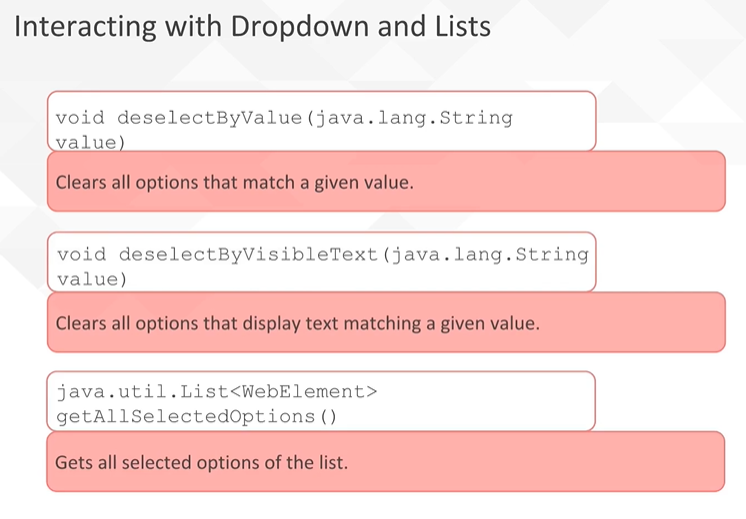 Interacting with Dropdown and Lists
void deselectByValue(java.lang.String
value)
Clears all options that match a given value.
void deselectByVisibleText(java.lang.String
value)
Clears all options that display text matching a given value.
java.util.List<WebElement>
getAllSelectedOptions()
Gets all selected options of the list.